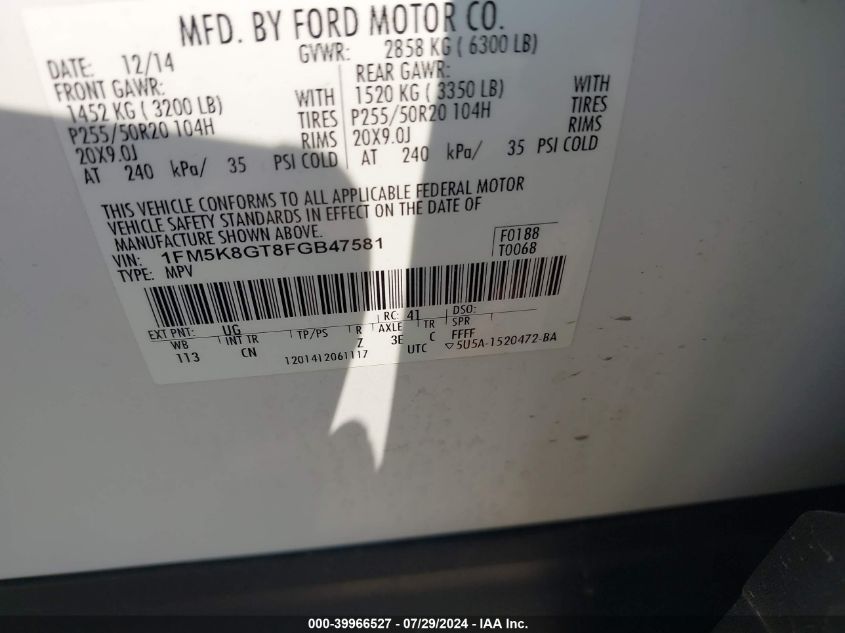 MFD. BY FORD MOTOR CO.
DATE: 12/14 GVWR: 2858 KG ( 6300 LB)
FRONT GAWR: REAR GAWR:
1452 KG ( 3200 LB) WITH 1520 KG ( 3350 LB) WITH
P255/50R20 104H TIRES P255/50R20 104H TIRES
20X9.0J RIMS 20X9.0J RIMS
AT 240 kPa/ 35 PSI COLD AT 240 kPa/ 35 PSI COLD
THIS VEHICLE CONFORMS TO ALL APPLICABLE FEDERAL MOTOR
VEHICLE SAFETY STANDARDS IN EFFECT ON THE DATE OF
MANUFACTURE SHOWN ABOVE.
VIN: 1FM5K8GT8FGB47581 F0188
TYPE: MPV T0068
EXT PNT: UG RC: 41 DSO:
WB INT TR TP/PS R AXLE TR SPR
113 CN Z 3E C FFFF
1201412061117 UTC ▽5U5A-1520472-BA
000-39966527 - 07/29/2024 - IAA Inc.